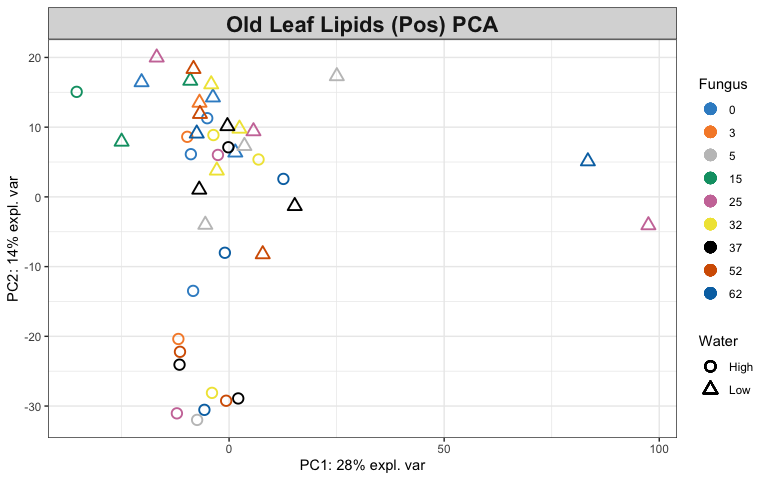 Old Leaf Lipids (Pos) PCA
20
10
0
-10
-20
-30
PC2: 14% expl. var
0
50
100
PC1: 28% expl. var
Fungus
0
3
5
15
25
32
37
52
62
Water
High
Low